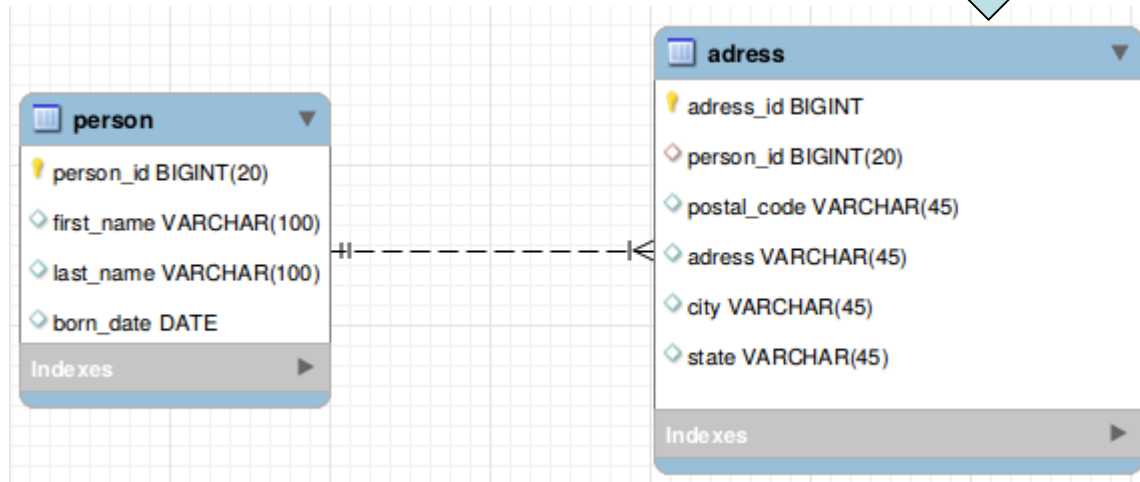 person
person_id BIGINT(20)
first_name VARCHAR(100)
last_name VARCHAR(100)
born_date DATE
Indexes
adress
adress_id BIGINT
person_id BIGINT(20)
postal_code VARCHAR(45)
adress VARCHAR(45)
city VARCHAR(45)
state VARCHAR(45)
Indexes